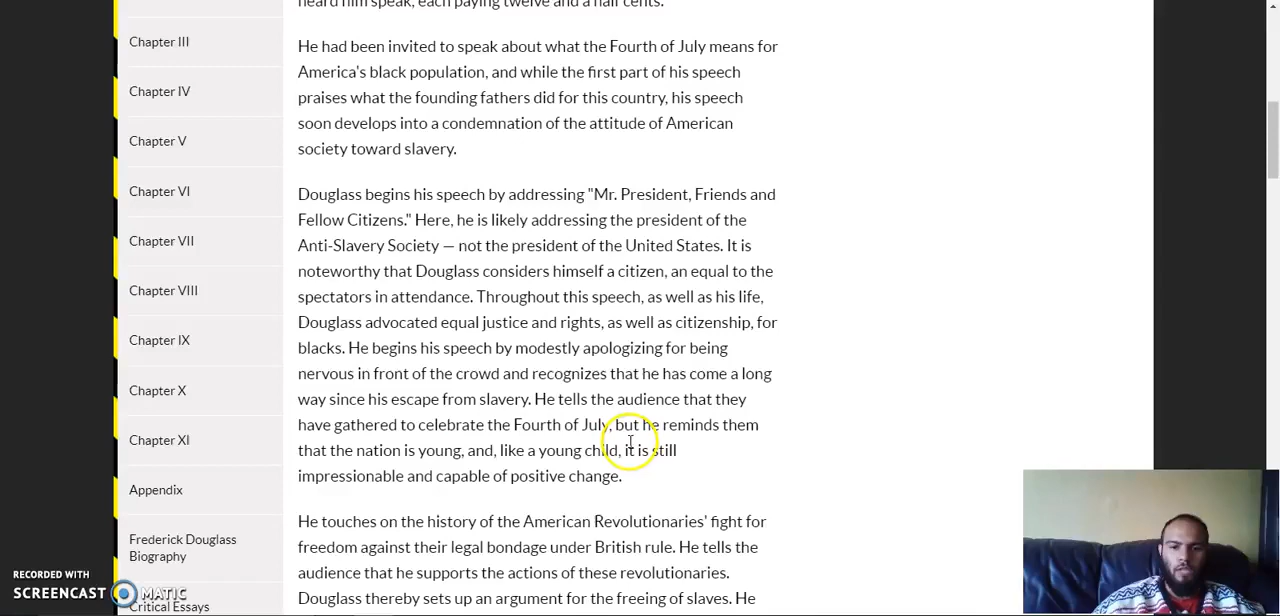 heard him speak, each paying twelve and a half cents.
Chapter III
Chapter IV
Chapter V
Chapter VI
Chapter VII
Chapter VIII
Chapter IX
Chapter X
Chapter XI
Appendix
Frederick Douglass
Biography
Critical Essays
He had been invited to speak about what the Fourth of July means for
America's black population, and while the first part of his speech
praises what the founding fathers did for this country, his speech
soon develops into a condemnation of the attitude of American
society toward slavery.
Douglass begins his speech by addressing "Mr. President, Friends and
Fellow Citizens." Here, he is likely addressing the president of the
Anti-Slavery Society — not the president of the United States. It is
noteworthy that Douglass considers himself a citizen, an equal to the
spectators in attendance. Throughout this speech, as well as his life,
Douglass advocated equal justice and rights, as well as citizenship, for
blacks. He begins his speech by modestly apologizing for being
nervous in front of the crowd and recognizes that he has come a long
way since his escape from slavery. He tells the audience that they
have gathered to celebrate the Fourth of July, but he reminds them
that the nation is young, and, like a young child, it is still
impressionable and capable of positive change.
He touches on the history of the American Revolutionaries' fight for
freedom against their legal bondage under British rule. He tells the
audience that he supports the actions of these revolutionaries.
Douglass thereby sets up an argument for the freeing of slaves. He
RECORDED WITH
SCREENCAST MATIC